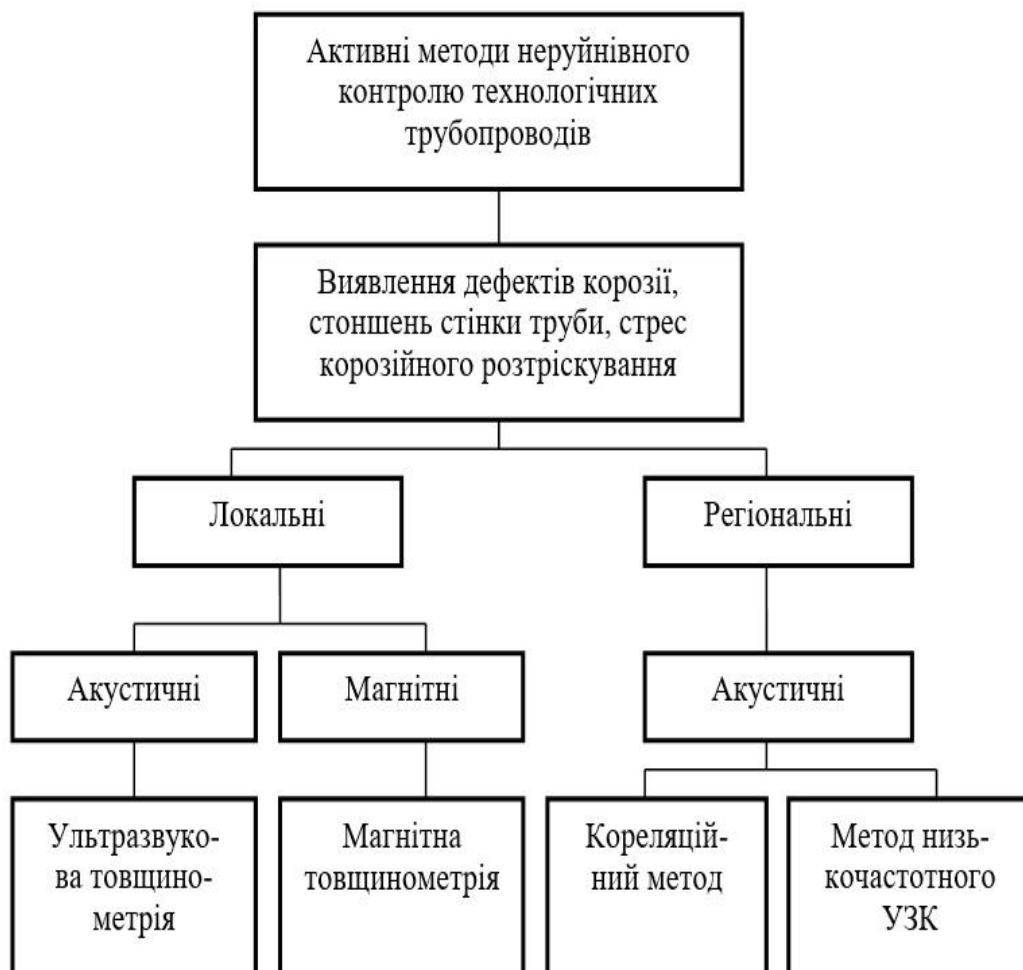 Активні методи неруйнівного
контролю технологічних
трубопроводів
Виявлення дефектів корозії,
стоншень стінки труби, стрес
корозійного розтріскування
Локальні
Регіональні
Акустичні
Магнітні
Акустичні
Ультразвуко-
ва товщино-
метрія
Магнітна
товщинометрія
Кореляцій-
ний метод
Метод низь-
кочастотного
УЗК